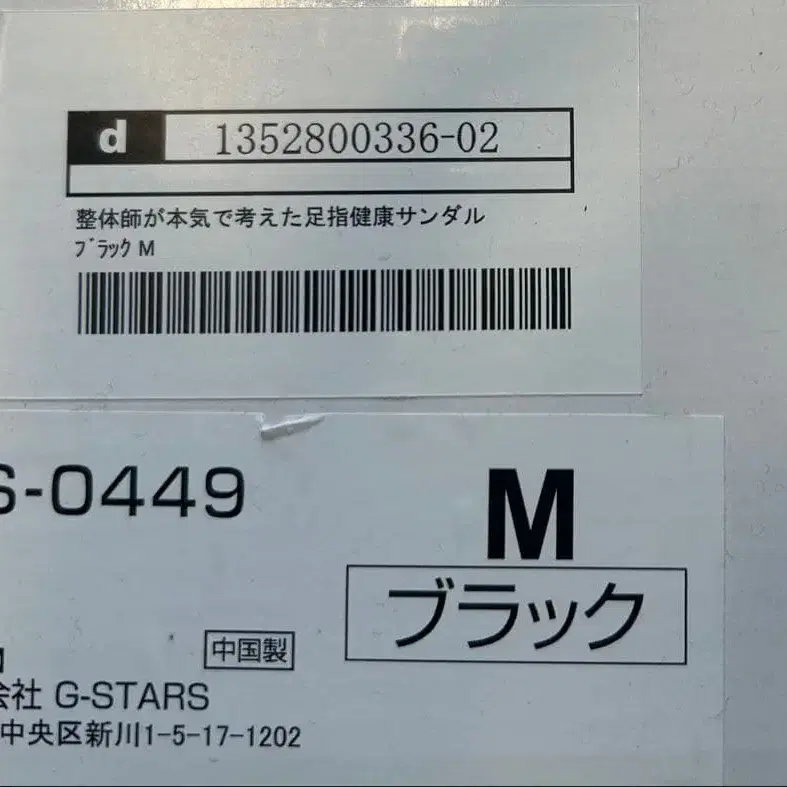 d 1352800336-02
整体師が本気で考えた足指健康サンダル
ﾌﾞﾗｯｸ M
S-0449
M
ブラック
中国製
会社 G-STARS
中央区新川1-5-17-1202